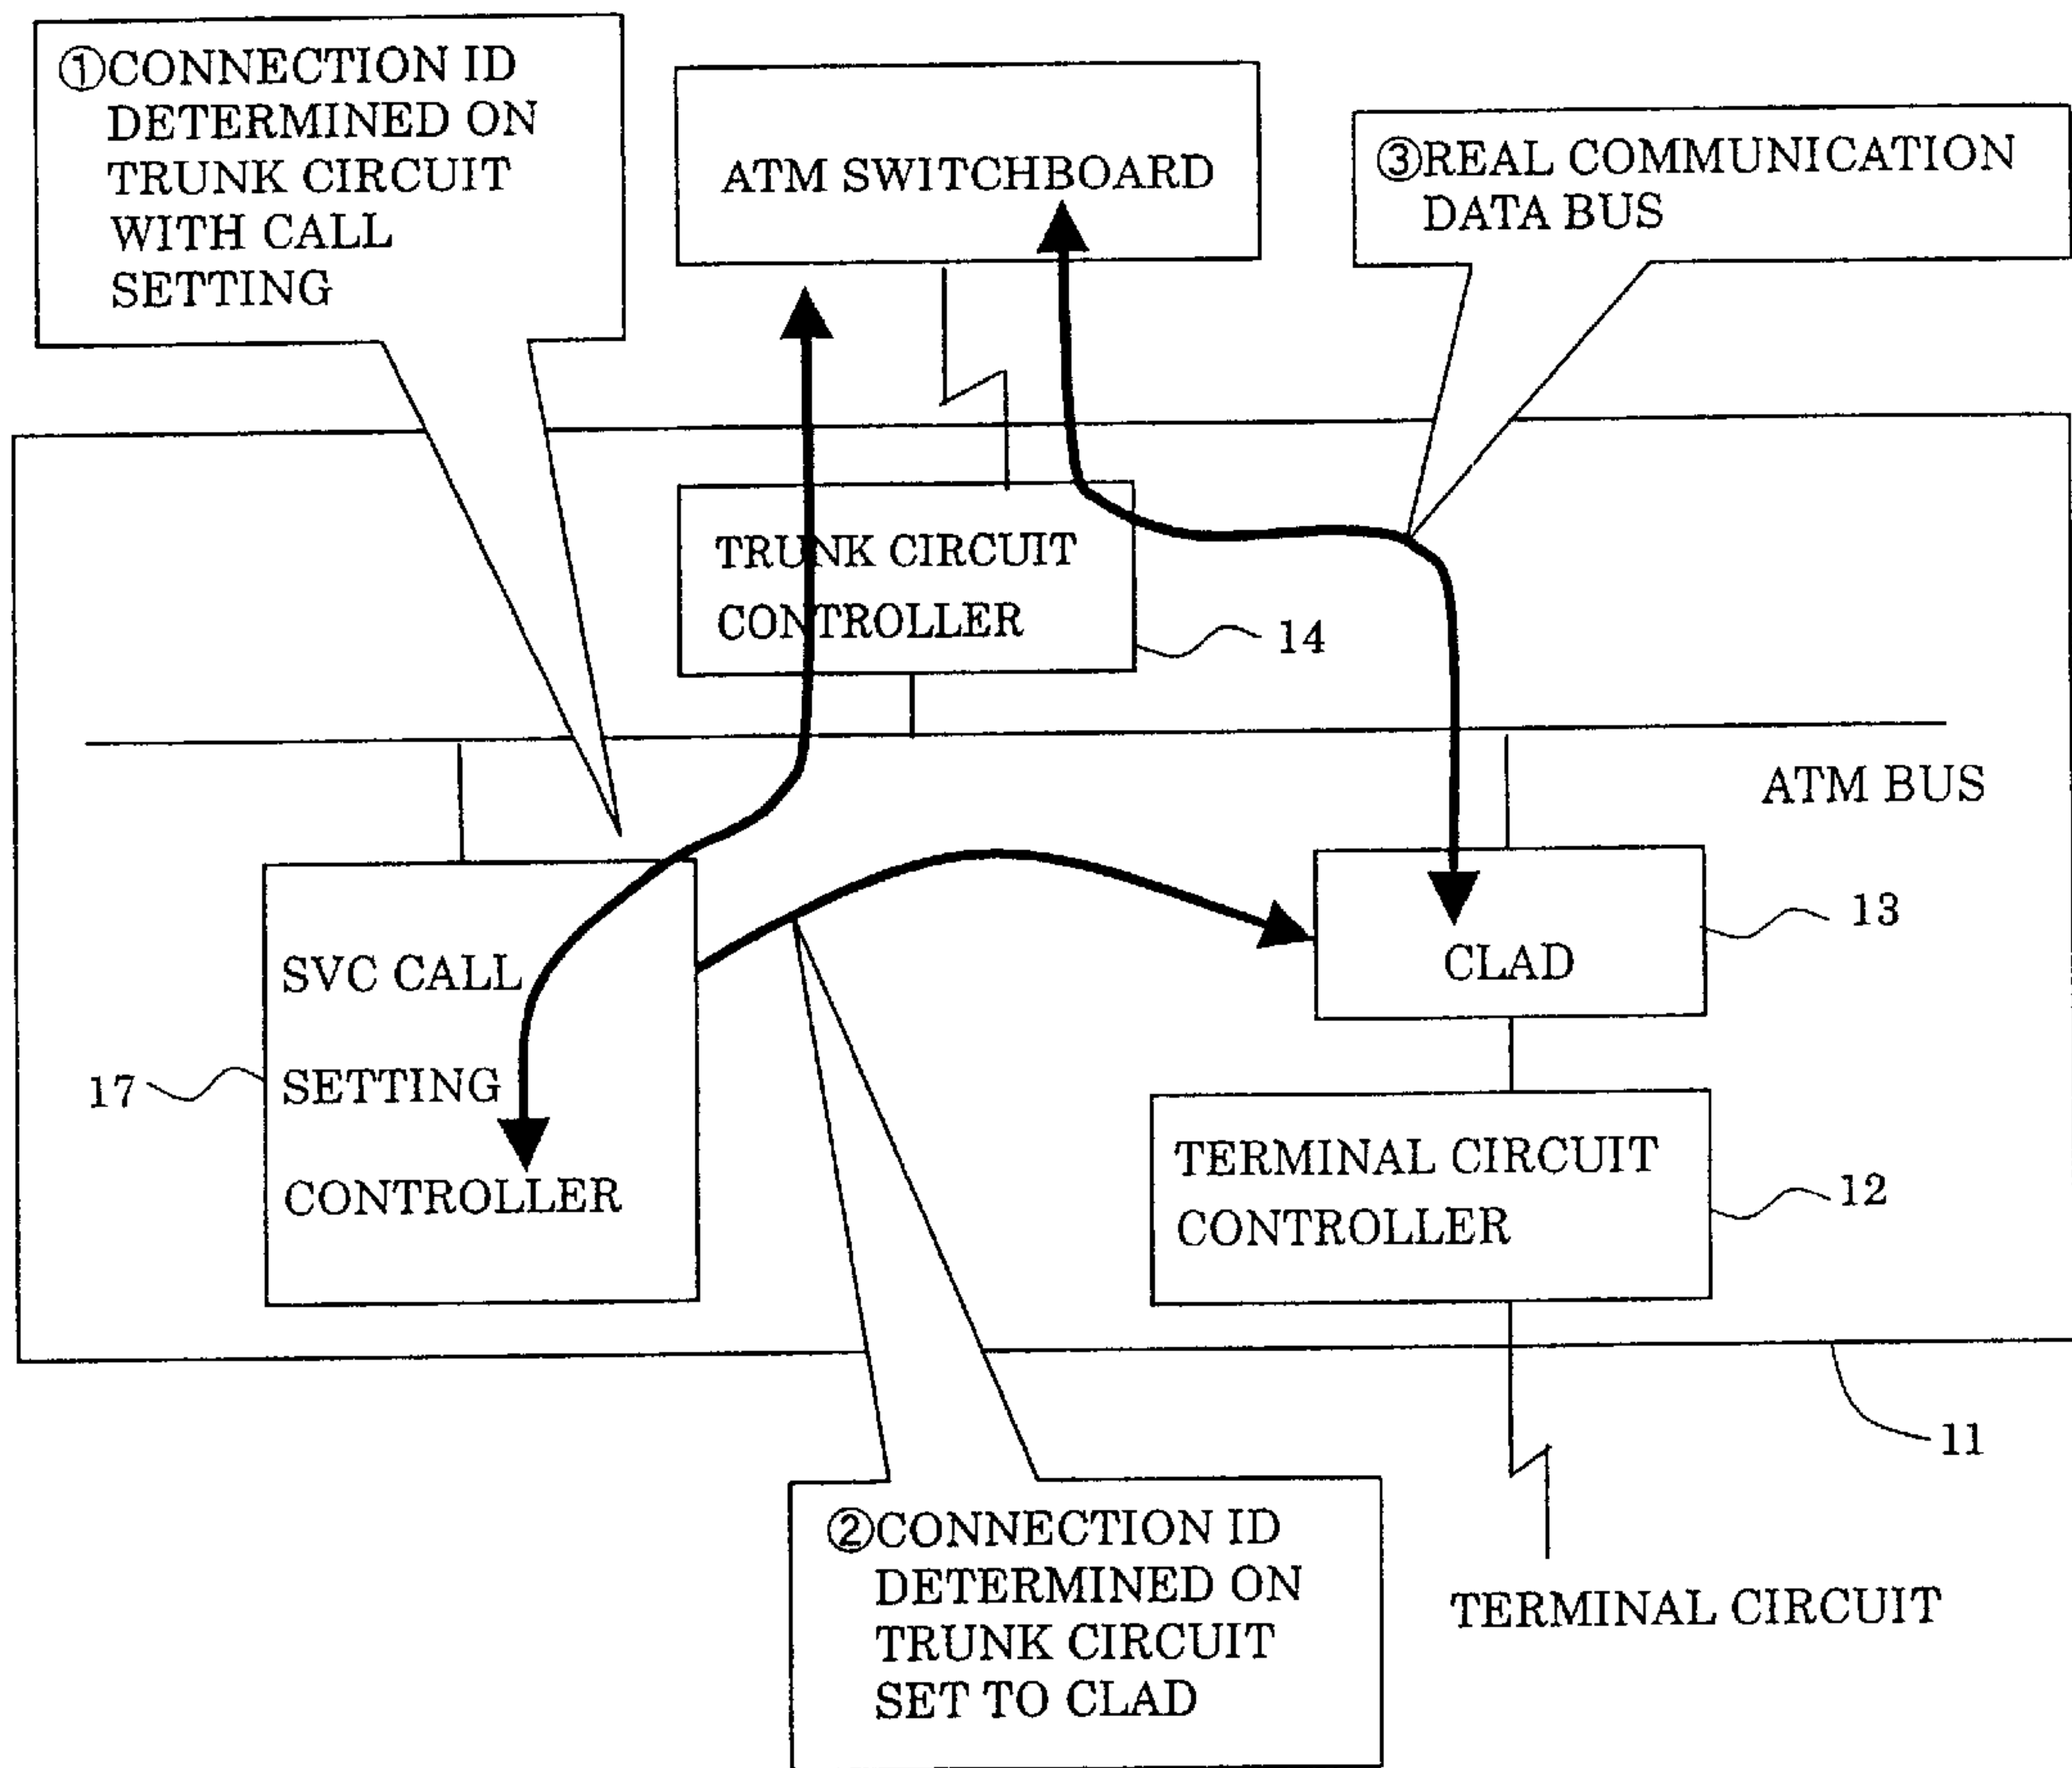 ①CONNECTION ID
DETERMINED ON
TRUNK CIRCUIT
WITH CALL
SETTING
ATM SWITCHBOARD
③REAL COMMUNICATION
DATA BUS
TRUNK CIRCUIT
CONTROLLER
14
ATM BUS
SVC CALL
SETTING
CONTROLLER
17
CLAD
13
TERMINAL CIRCUIT
CONTROLLER
12
11
②CONNECTION ID
DETERMINED ON
TRUNK CIRCUIT
SET TO CLAD
TERMINAL CIRCUIT